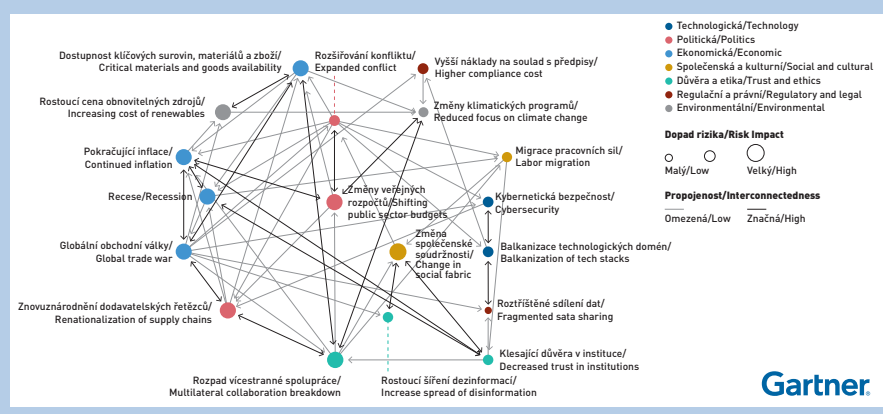 Dostupnost klíčových surovin, materiálů a zboží/
Critical materials and goods availability
Rozšiřování konfliktu/
Expanded conflict
Vyšší náklady na soulad s předpisy/
Higher compliance cost
Rostoucí cena obnovitelných zdrojů/
Increasing cost of renewables
Změny klimatických programů/
Reduced focus on climate change
Pokračující inflace/
Continued inflation
Migrace pracovních sil/
Labor migration
Recese/Recession
Změny veřejných
rozpočtů/Shifting
public sector budgets
Kybernetická bezpečnost/
Cybersecurity
Globální obchodní války/
Global trade war
Změna
společenské
soudržnosti/
Change in
social fabric
Balkanizace technologických domén/
Balkanization of tech stacks
Znovuznárodnění dodavatelských řetězců/
Renationalization of supply chains
Roztříštěné sdílení dat/
Fragmented sata sharing
Klesající důvěra v instituce/
Decreased trust in institutions
Rozpad vícestranné spolupráce/
Multilateral collaboration breakdown
Rostoucí šíření dezinformací/
Increase spread of disinformation
Technologická/Technology
Politická/Politics
Ekonomická/Economic
Společenská a kulturní/Social and cultural
Důvěra a etika/Trust and ethics
Regulační a právní/Regulatory and legal
Environmentální/Environmental
Dopad rizika/Risk Impact
Malý/Low
Velký/High
Propojenost/Interconnectedness
Omezená/Low
Značná/High
Gartner®